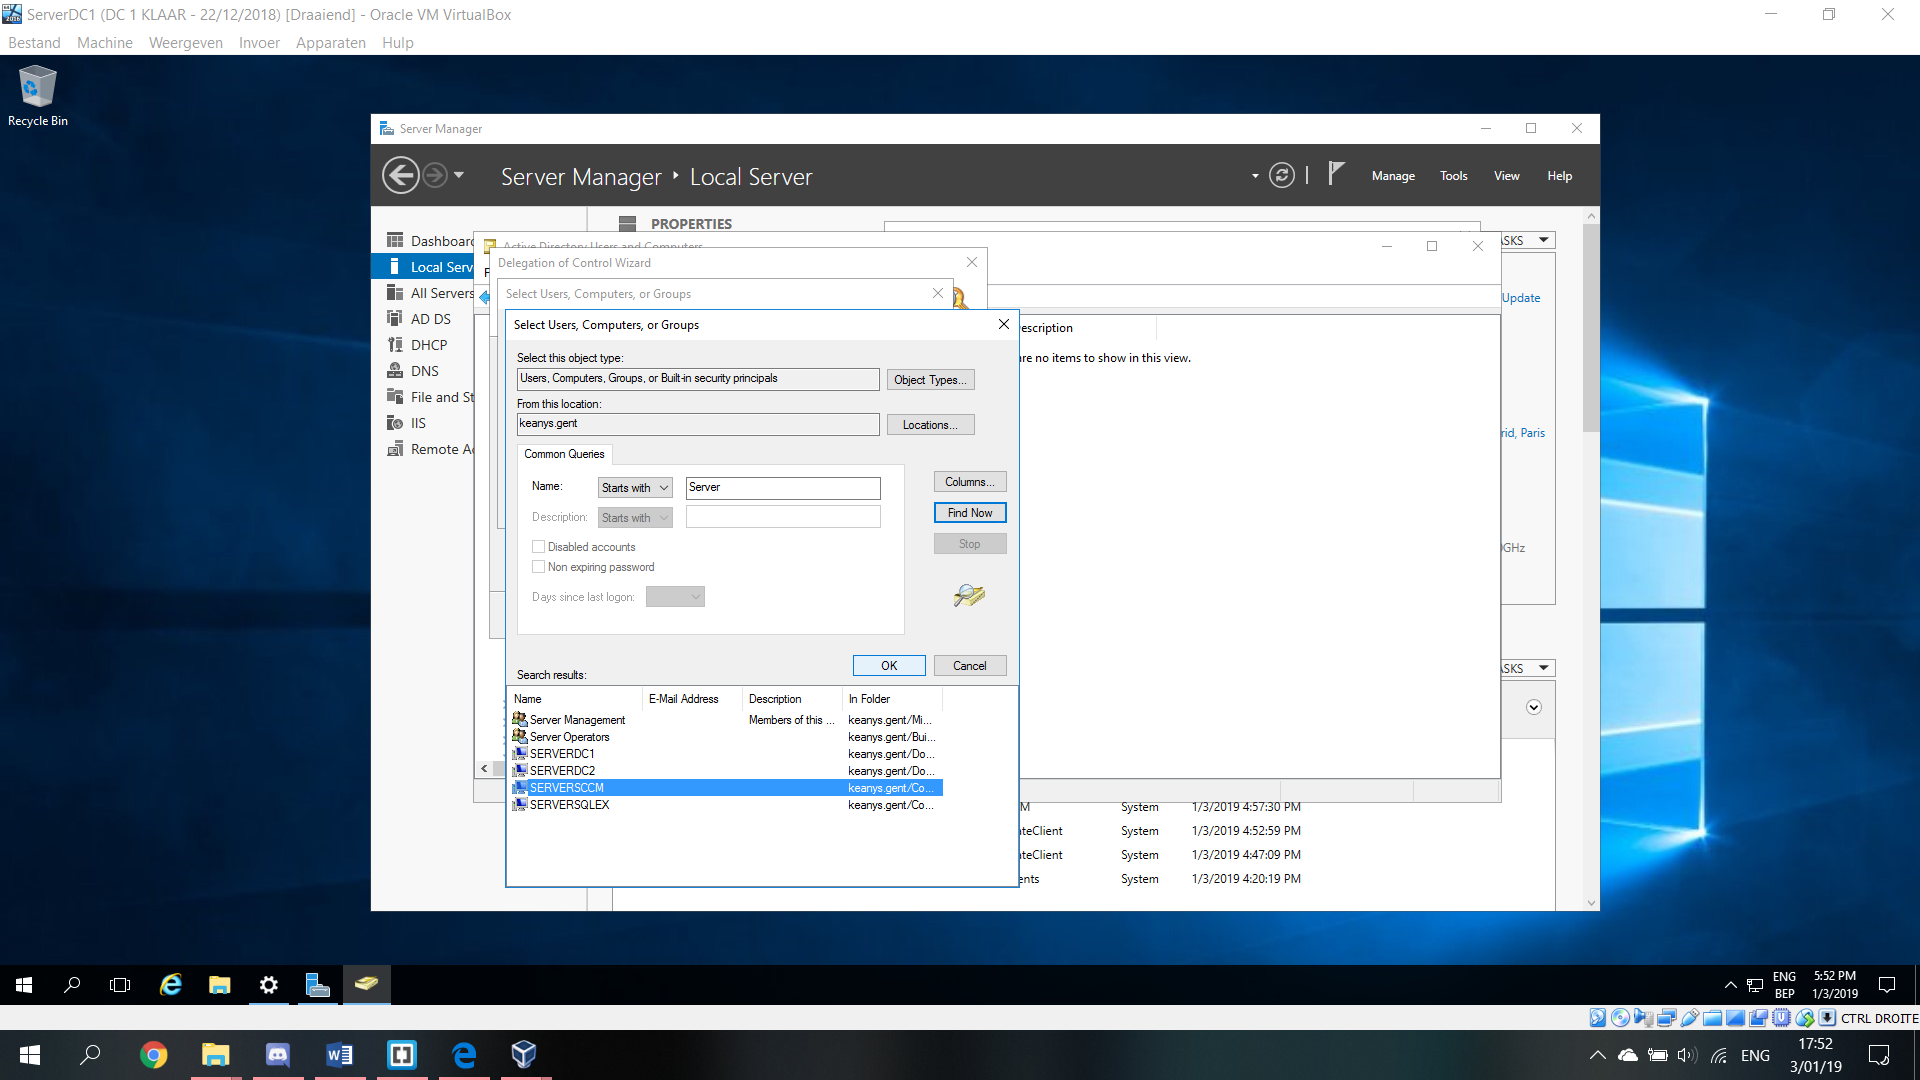 ServerDC1 (DC 1 KLAAR - 22/12/2018) [Draaiend] - Oracle VM VirtualBox
Bestand Machine Weergeven Invoer Apparaten Hulp
Recycle Bin
Server Manager
Server Manager ‣ Local Server
Manage Tools View Help
PROPERTIES
Dashboard
Local Serv
All Servers
AD DS
DHCP
DNS
File and St
IIS
Remote Ac
Active Directory Users and Computers
Delegation of Control Wizard
Select Users, Computers, or Groups
Select Users, Computers, or Groups
Select this object type:
Users, Computers, Groups, or Built-in security principals
Object Types...
From this location:
keanys.gent
Locations...
Common Queries
Name: Starts with Server
Description: Starts with
Disabled accounts
Non expiring password
Days since last logon:
Columns...
Find Now
Stop
OK Cancel
Search results:
Name E-Mail Address Description In Folder
Server Management Members of this ... keanys.gent/Mi...
Server Operators keanys.gent/Bui...
SERVERDC1 keanys.gent/Do...
SERVERDC2 keanys.gent/Do...
SERVERSCCM keanys.gent/Co...
SERVERSQLEX keanys.gent/Co...
escription
re no items to show in this view.
ASKS
Update
rid, Paris
GHz
ASKS
M System 1/3/2019 4:57:30 PM
ateClient System 1/3/2019 4:52:59 PM
ateClient System 1/3/2019 4:47:09 PM
ents System 1/3/2019 4:20:19 PM
ENG
BEP
5:52 PM
1/3/2019
CTRL DROITE
ENG
17:52
3/01/19